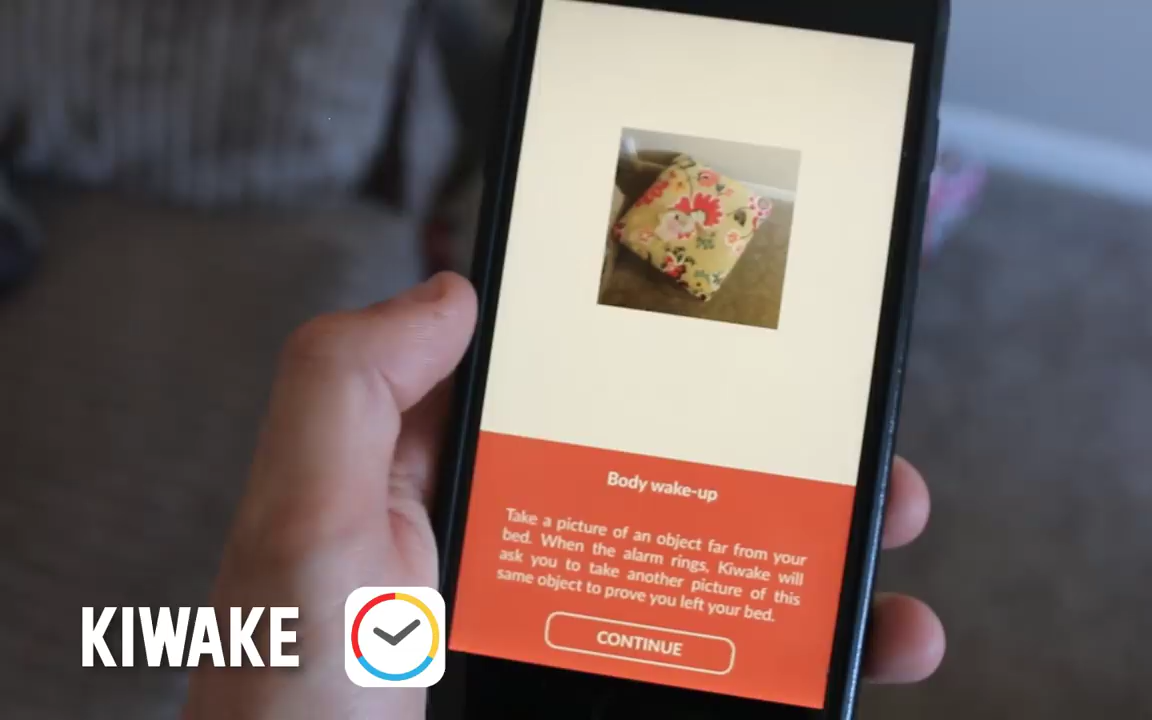 Body wake-up
Take a picture of an object far from your
bed. When the alarm rings, Kiwake will
ask you to take another picture of this
same object to prove you left your bed.
CONTINUE
KIWAKE